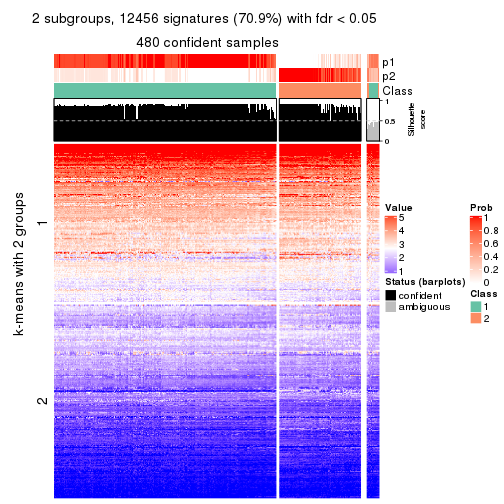 2 subgroups, 12456 signatures (70.9%) with fdr < 0.05
480 confident samples
p1
p2
Class
1
0.5
0
Silhouette
score
k-means with 2 groups
1
2
Value
5
4
3
2
1
Status (barplots)
confident
ambiguous
Prob
1
0.8
0.6
0.4
0.2
0
Class
1
2